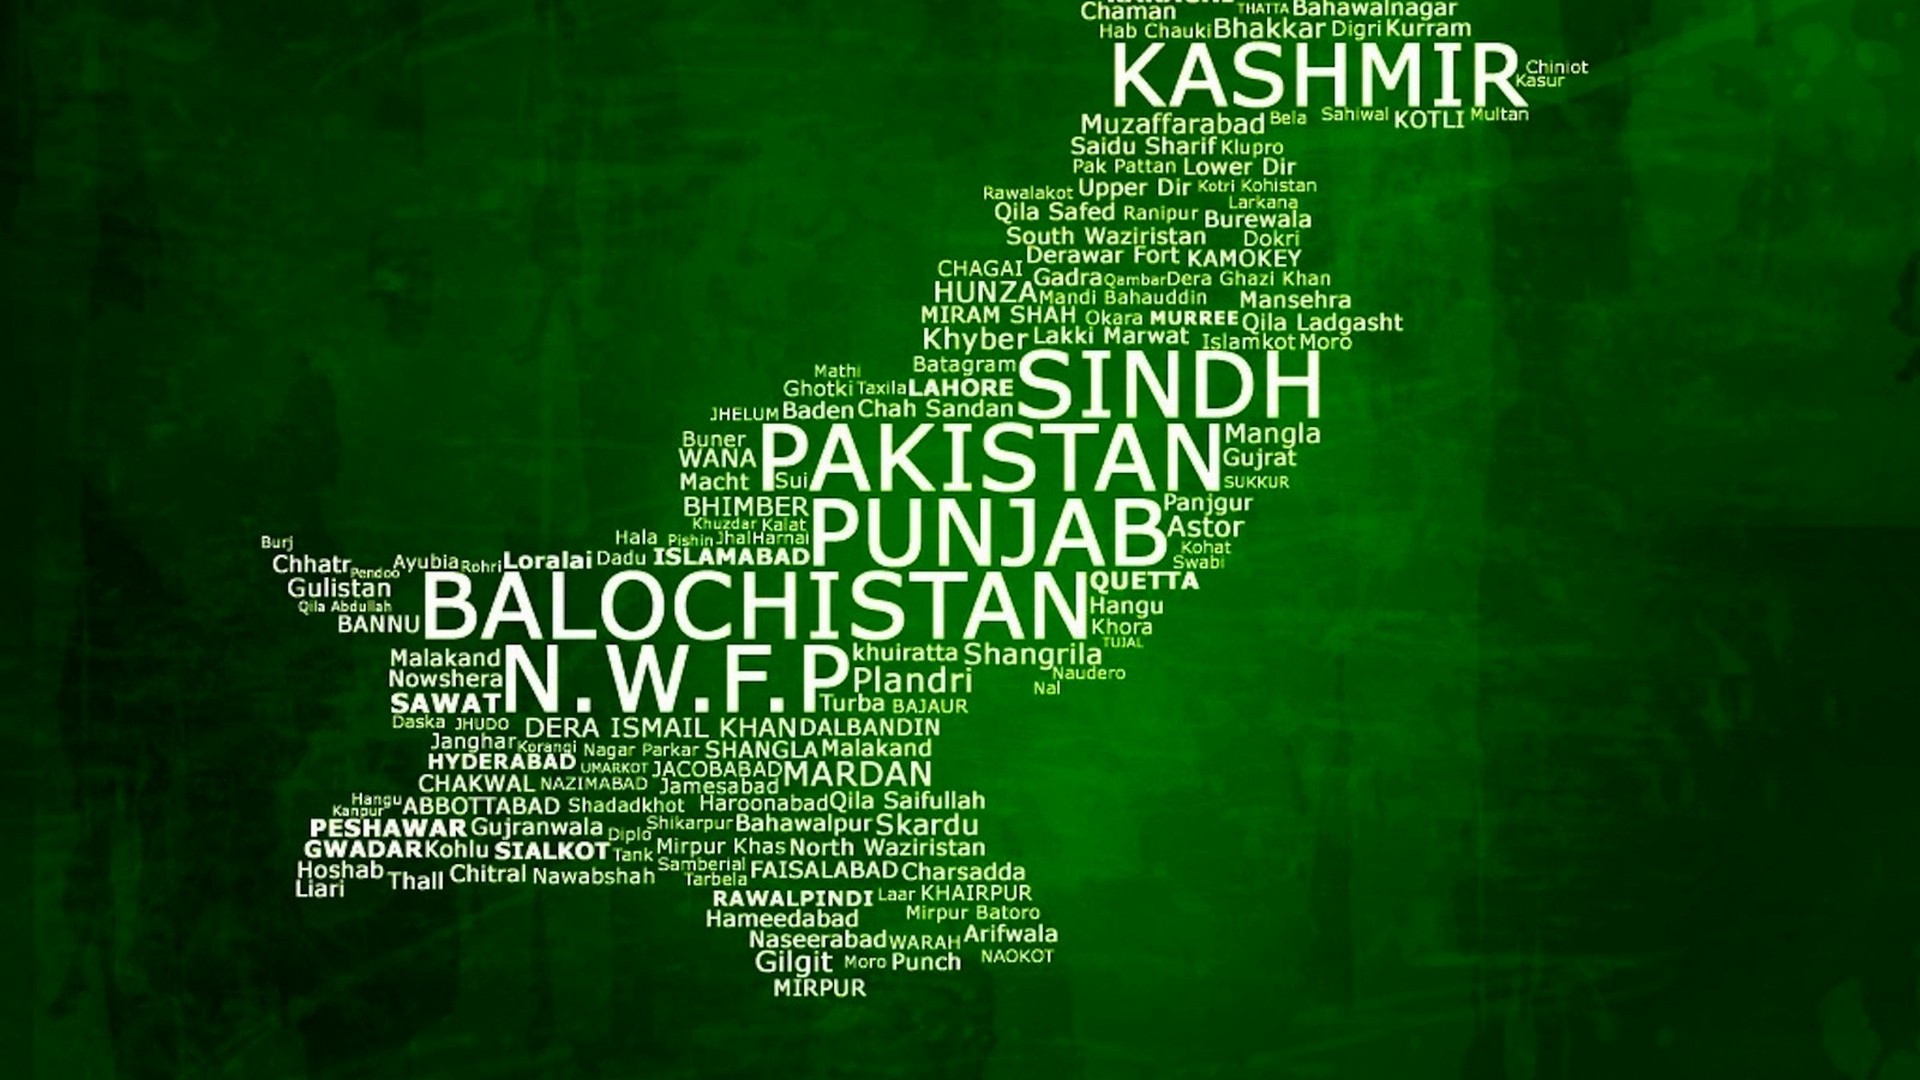 Chaman THATTA Bahawalnagar
Hab Chauki Bhakkar Digri Kurram
KASHMIR Chiniot
Kasur
Muzaffarabad Bela Sahiwal KOTLI Multan
Saidu Sharif Klupro
Pak Pattan Lower Dir
Rawalakot Upper Dir Kotri Kohistan
Larkana
Qila Safed Ranipur Burewala
South Waziristan Dokri
Derawar Fort KAMOKEY
CHAGAI Gadra Qambar Dera Ghazi Khan
HUNZA Mandi Bahauddin Mansehra
MIRAM SHAH Okara MURREE Qila Ladgasht
Khyber Lakki Marwat Islamkot Moro
Batagram SINDH
Mathi
Ghotki Taxila LAHORE
JHELUM Baden Chah Sandan
Buner PAKISTAN Mangla
WANA Gujrat
Macht Sui SUKKUR
BHIMBER PUNJAB Panjgur
Khuzdar Kalat Astor
Hala Pishin Jhal Harnai Kohat
Burj
Chhatr Pendoo Ayubia Rohri Loralai Dadu ISLAMABAD Swabi
Gulistan BALOCHISTAN QUETTA
Qila Abdullah Hangu
BANNU Khora
TUJAL
Malakand N.W.F.P khuiratta Shangrila
Nowshera Plandri Naudero
Nal
SAWAT Turba BAJAUR
Daska JHUDO DERA ISMAIL KHAN DALBANDIN
Janghar Korangi Nagar Parkar SHANGLA Malakand
HYDERABAD UMARKOT JACOBABAD MARDAN
CHAKWAL NAZIMABAD Jamesabad
Hangu ABBOTTABAD Shadadkhot Haroonabad Qila Saifullah
Kanpur
PESHAWAR Gujranwala Diplo Shikarpur Bahawalpur Skardu
GWADAR Kohlu SIALKOT Tank Mirpur Khas North Waziristan
Hoshab Thall Chitral Nawabshah Samberial FAISALABAD Charsadda
Liari Tarbela
RAWALPINDI Laar KHAIRPUR
Hameedabad Mirpur Batoro
Naseerabad WARAH Arifwala
Gilgit Moro Punch NAOKOT
MIRPUR